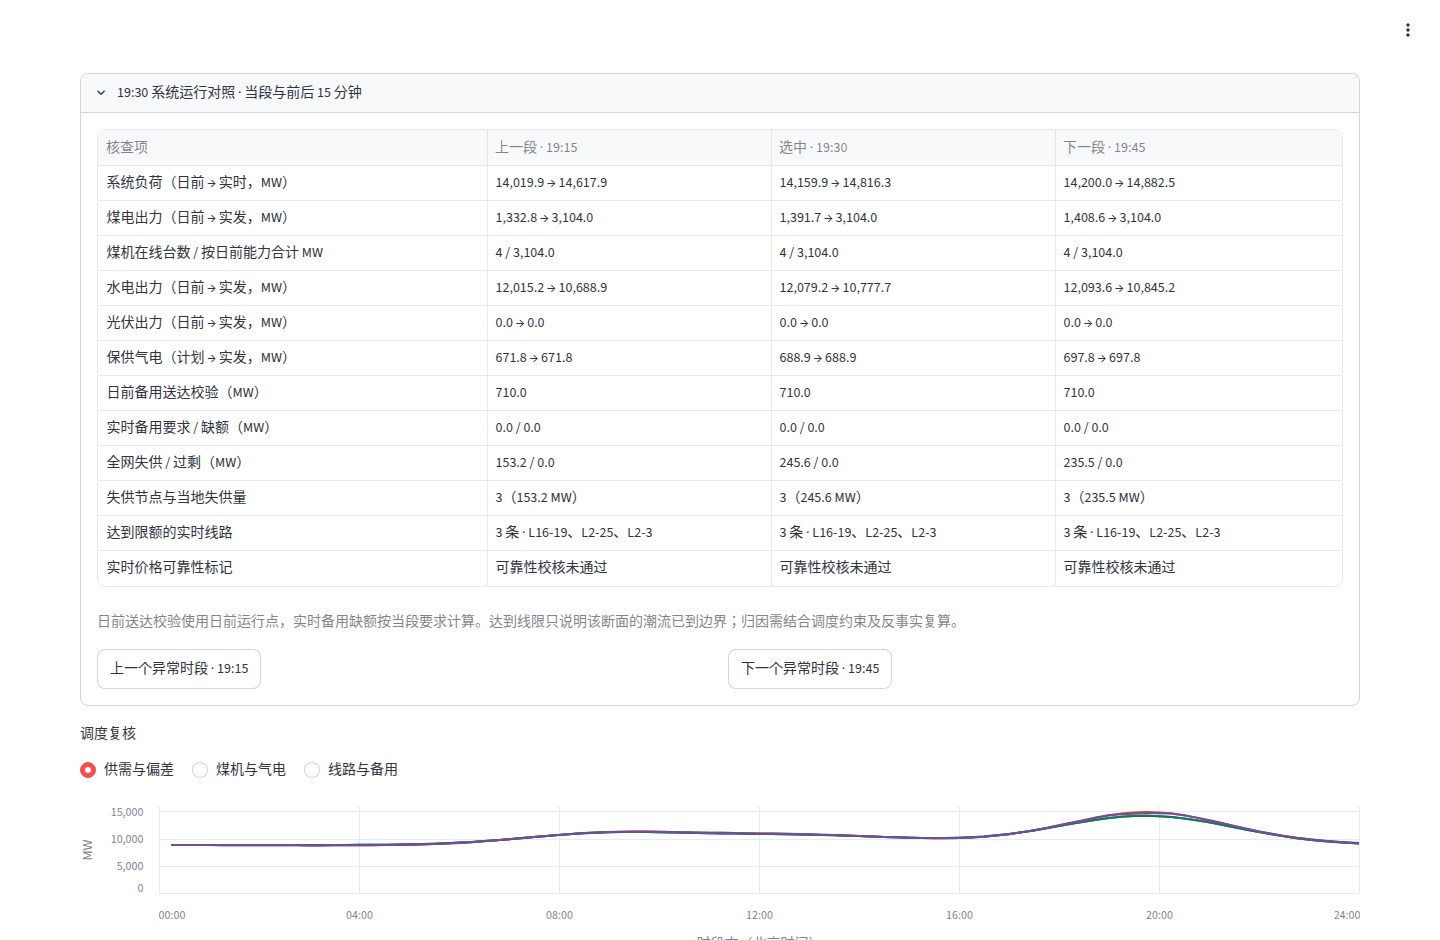 19:30 系统运行对照 · 当段与前后 15 分钟
核查项 上一段 · 19:15 选中 · 19:30 下一段 · 19:45
系统负荷（日前 → 实时，MW） 14,019.9 → 14,617.9 14,159.9 → 14,816.3 14,200.0 → 14,882.5
煤电出力（日前 → 实发，MW） 1,332.8 → 3,104.0 1,391.7 → 3,104.0 1,408.6 → 3,104.0
煤机在线台数 / 按日前能力合计 MW 4 / 3,104.0 4 / 3,104.0 4 / 3,104.0
水电出力（日前 → 实发，MW） 12,015.2 → 10,688.9 12,079.2 → 10,777.7 12,093.6 → 10,845.2
光伏出力（日前 → 实发，MW） 0.0 → 0.0 0.0 → 0.0 0.0 → 0.0
保供气电（计划 → 实发，MW） 671.8 → 671.8 688.9 → 688.9 697.8 → 697.8
日前备用送达校验（MW） 710.0 710.0 710.0
实时备用要求 / 缺额（MW） 0.0 / 0.0 0.0 / 0.0 0.0 / 0.0
全网失供 / 过剩（MW） 153.2 / 0.0 245.6 / 0.0 235.5 / 0.0
失供节点与当地失供量 3（153.2 MW） 3（245.6 MW） 3（235.5 MW）
达到限额的实时线路 3 条 · L16-19、L2-25、L2-3 3 条 · L16-19、L2-25、L2-3 3 条 · L16-19、L2-25、L2-3
实时价格可靠性标记 可靠性校核未通过 可靠性校核未通过 可靠性校核未通过
日前送达校验使用日前运行点，实时备用缺额按当段要求计算。达到线限只说明该断面的潮流已到边界；归因需结合调度约束及反事实复算。
上一个异常时段 · 19:15 下一个异常时段 · 19:45
调度复核
供需与偏差 煤机与气电 线路与备用
MW
15,000
10,000
5,000
0
00:00 04:00 08:00 12:00 16:00 20:00 24:00